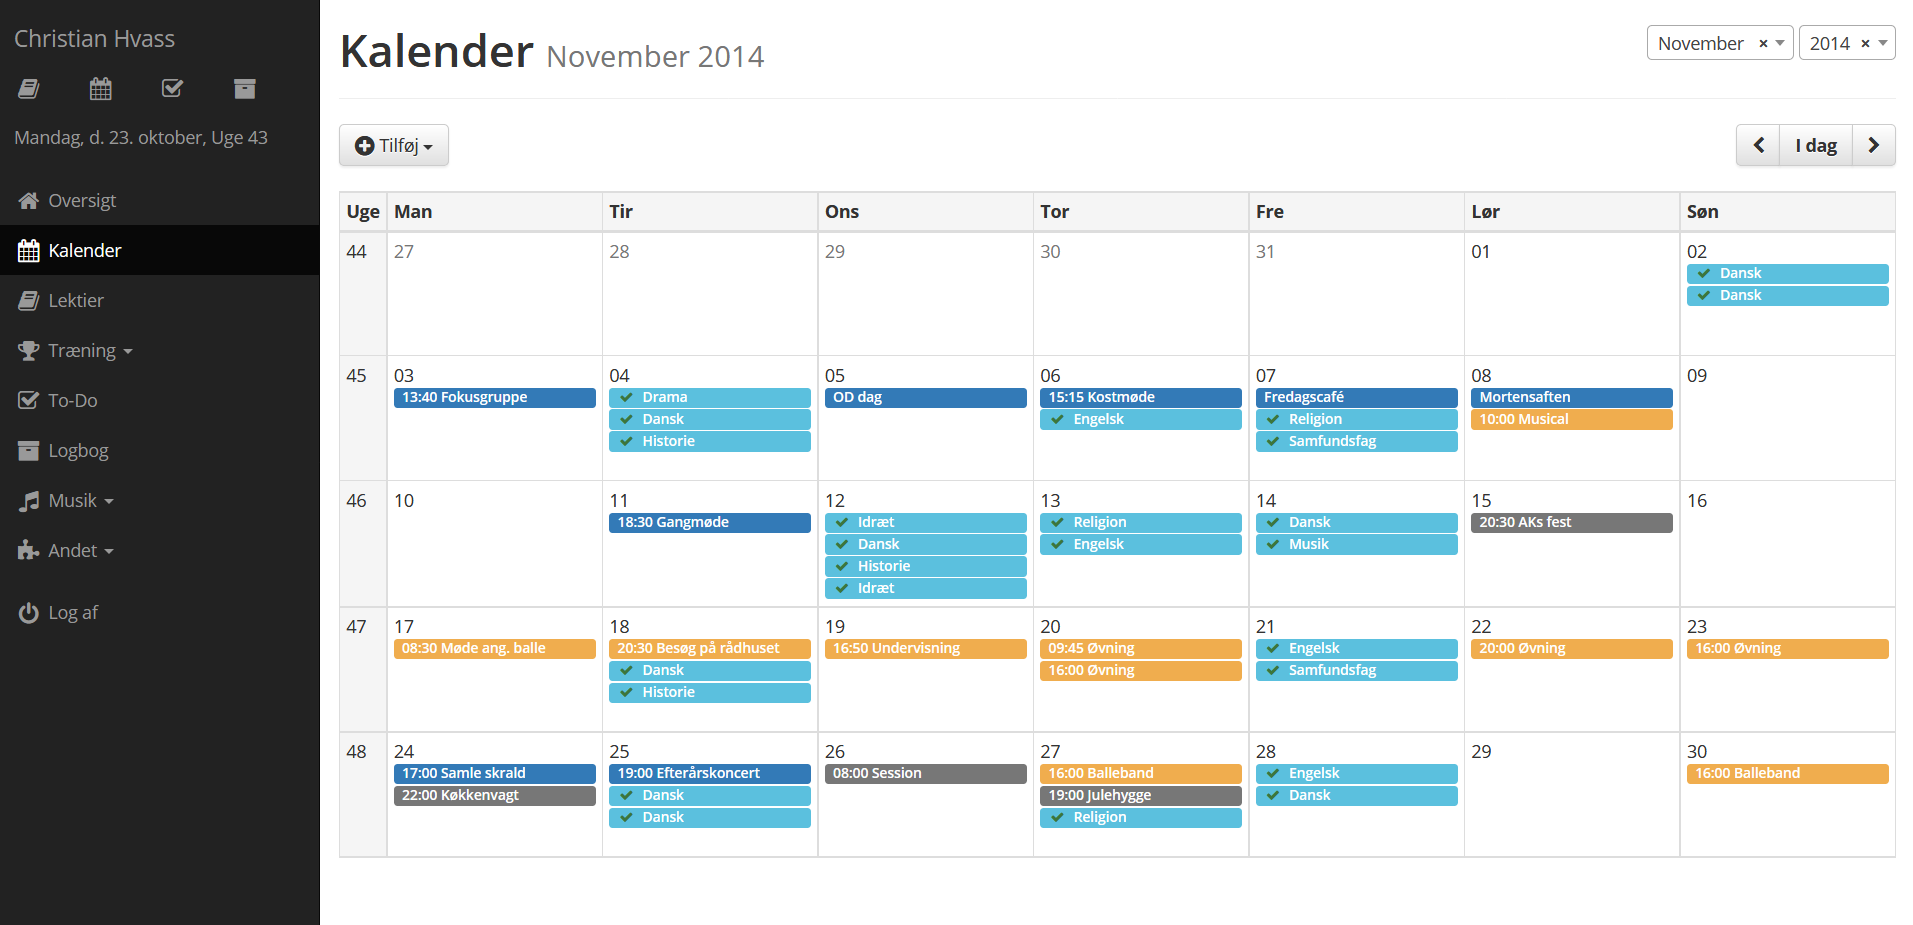 Christian Hvass
Mandag, d. 23. oktober, Uge 43
Oversigt
Kalender
Lektier
Træning
To-Do
Logbog
Musik
Andet
Log af
Kalender November 2014
November × 2014 ×
Tilføj
I dag
Uge Man Tir Ons Tor Fre Lør Søn
44 27 28 29 30 31 01 02
Dansk
Dansk
45 03 04 05 06 07 08 09
13:40 Fokusgruppe Drama OD dag 15:15 Kostmøde Fredagscafé Mortensaften
Dansk Engelsk Religion 10:00 Musical
Historie Samfundsfag
46 10 11 12 13 14 15 16
18:30 Gangmøde Idræt Religion Dansk 20:30 AKs fest
Dansk Engelsk Musik
Historie
Idræt
47 17 18 19 20 21 22 23
08:30 Møde ang. balle 20:30 Besøg på rådhuset 16:50 Undervisning 09:45 Øvning Engelsk 20:00 Øvning 16:00 Øvning
Dansk 16:00 Øvning Samfundsfag
Historie
48 24 25 26 27 28 29 30
17:00 Samle skrald 19:00 Efterårskoncert 08:00 Session 16:00 Balleband Engelsk 16:00 Balleband
22:00 Køkkenvagt Dansk 19:00 Julehygge Dansk
Dansk Religion